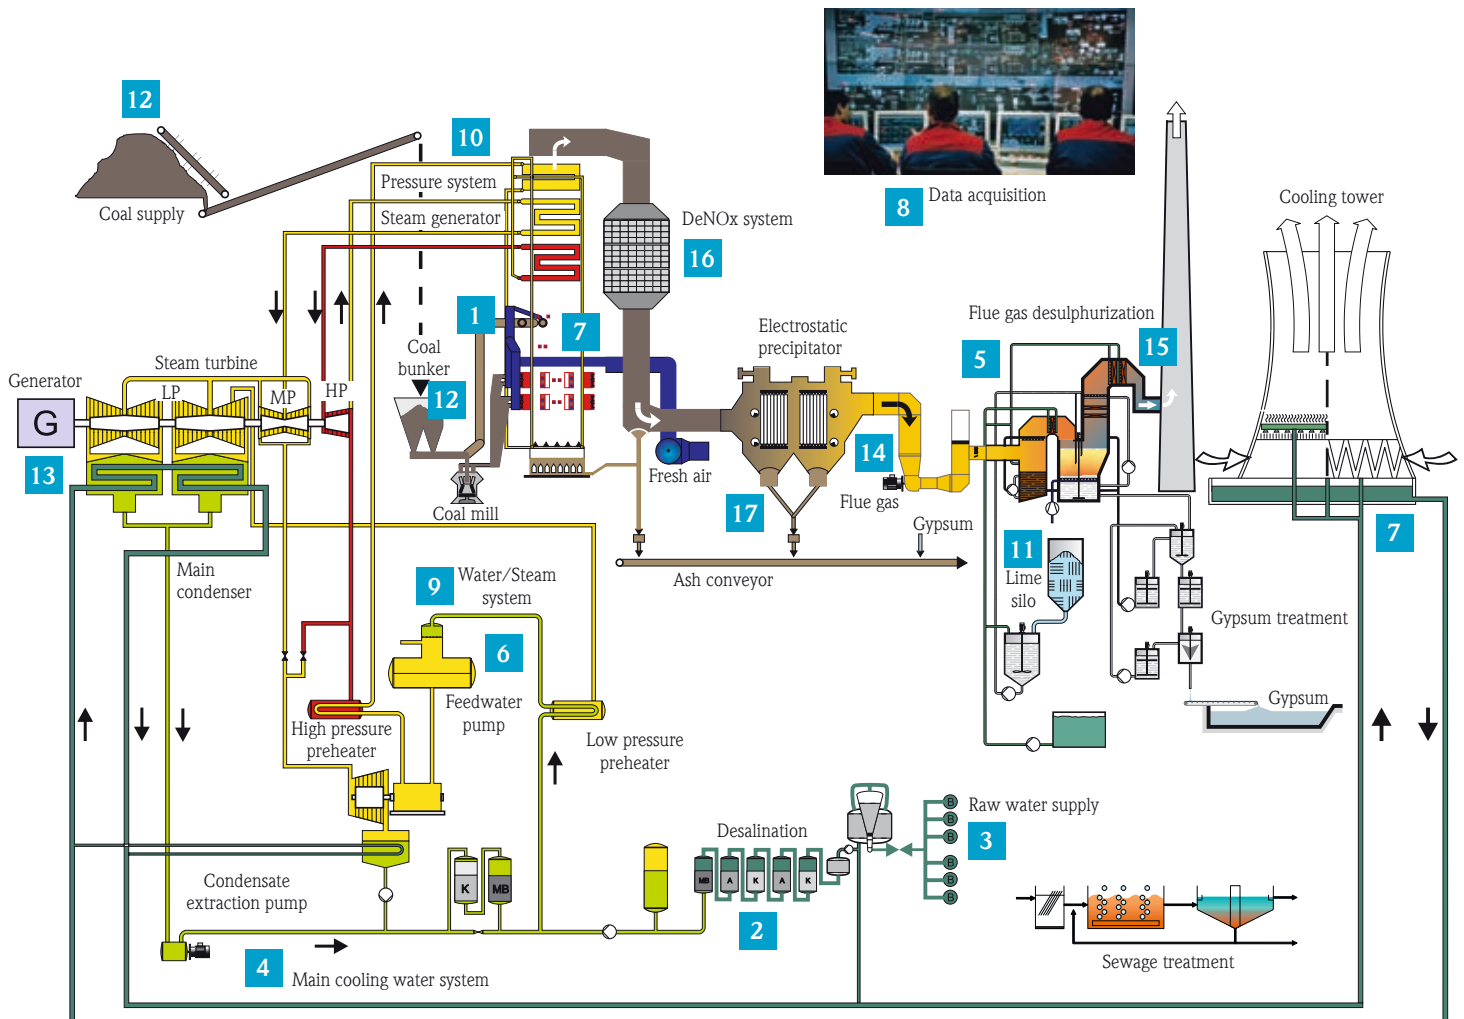 12
Coal supply
10
Pressure system
Steam generator
DeNOx system
16
8
Data acquisition
Cooling tower
1
7
Coal
bunker
12
Electrostatic
precipitator
Flue gas desulphurization
5
15
Steam turbine
Generator
LP
MP
HP
G
13
Coal mill
Fresh air
14
Flue gas
17
Gypsum
Ash conveyor
11
Lime
silo
7
Main
condenser
9
Water/Steam
system
6
Feedwater
pump
High pressure
preheater
Low pressure
preheater
Gypsum treatment
Gypsum
Condensate
extraction pump
K
MB
Desalination
MB
A
K
A
K
2
B
B
B
B
B
B
Raw water supply
3
4
Main cooling water system
Sewage treatment